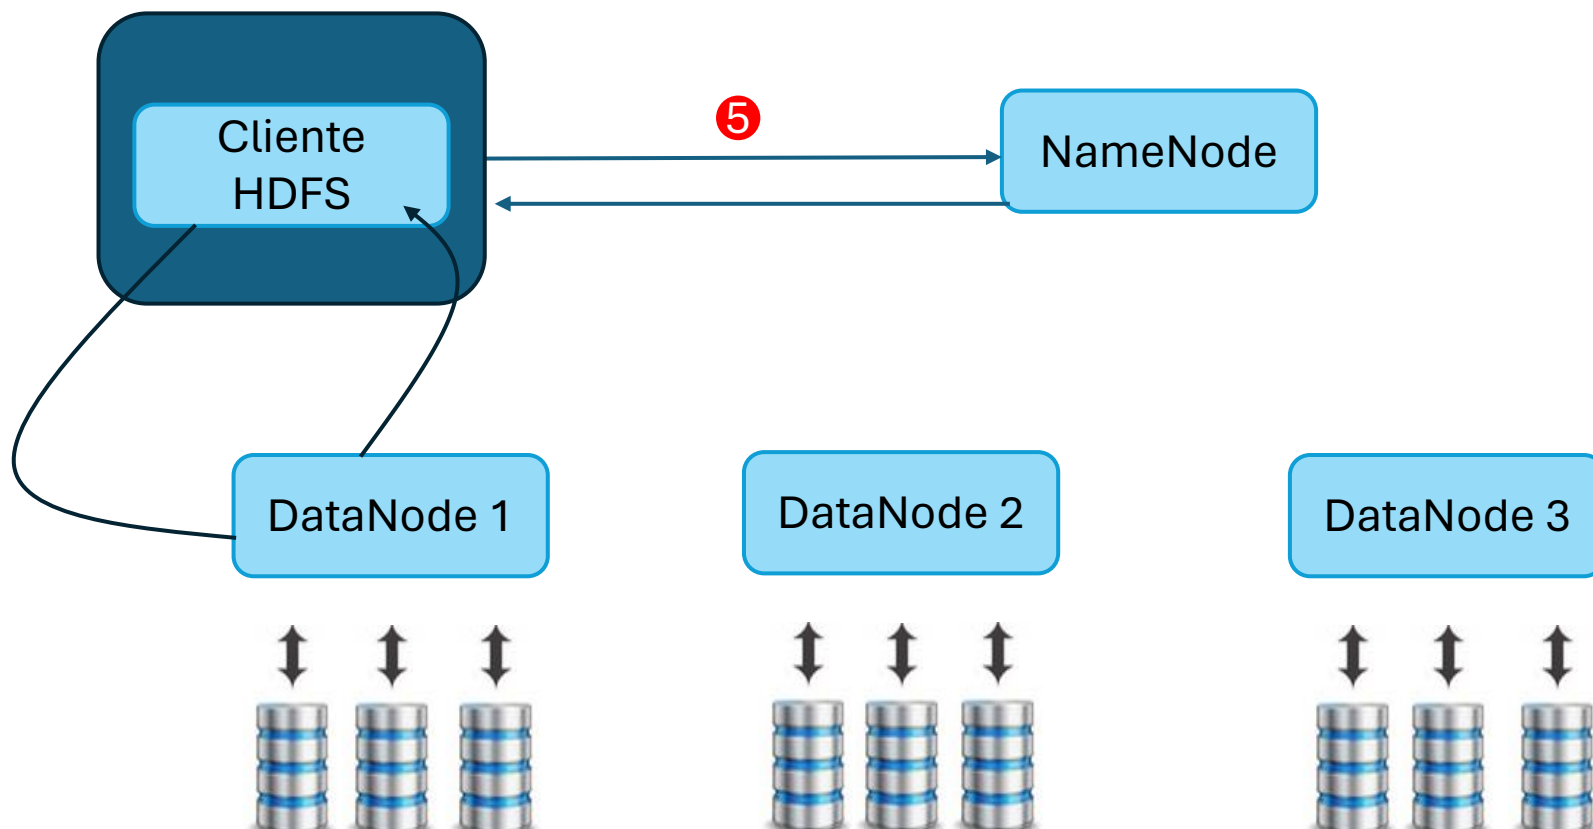 Cliente
HDFS
5
NameNode
DataNode 1
DataNode 2
DataNode 3